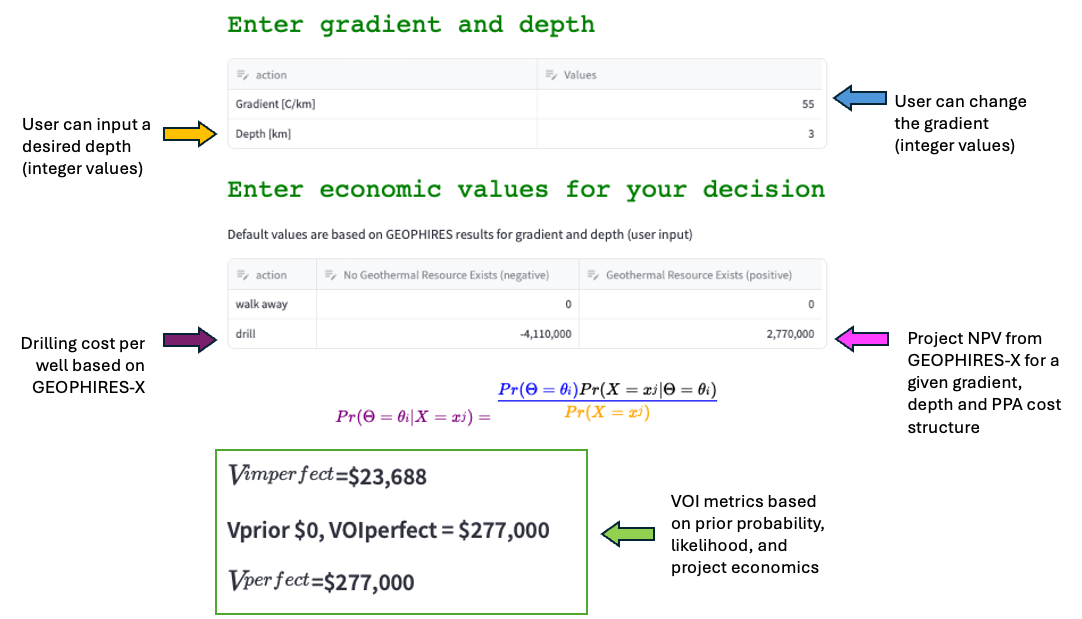 Enter gradient and depth
action Values
Gradient [C/km] 55
Depth [km] 3
User can input a
desired depth
(integer values)
User can change
the gradient
(integer values)
Enter economic values for your decision
Default values are based on GEOPHIRES results for gradient and depth (user input)
action No Geothermal Resource Exists (negative) Geothermal Resource Exists (positive)
walk away 0 0
drill -4,110,000 2,770,000
Drilling cost per
well based on
GEOPHIRES-X
Project NPV from
GEOPHIRES-X for a
given gradient,
depth and PPA cost
structure
Pr(Θ = θi)Pr(X = xj|Θ = θi)
Pr(Θ = θi|X = xj) =
Pr(X = xj)
Vimperfect=$23,688
Vprior $0, VOIperfect = $277,000
Vperfect=$277,000
VOI metrics based
on prior probability,
likelihood, and
project economics